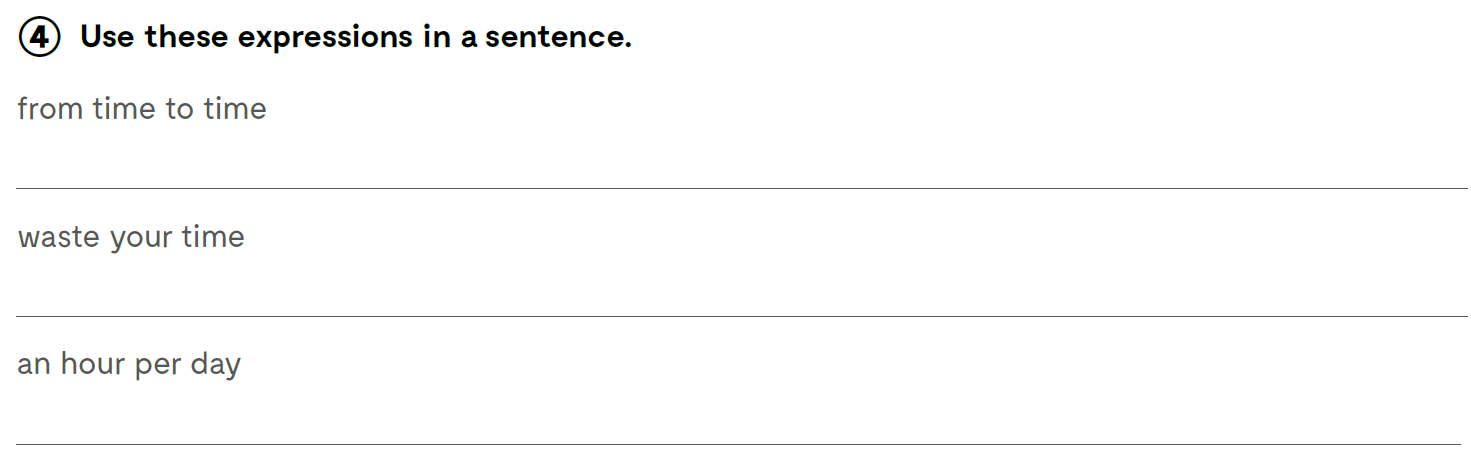 ④ Use these expressions in a sentence.
from time to time
waste your time
an hour per day